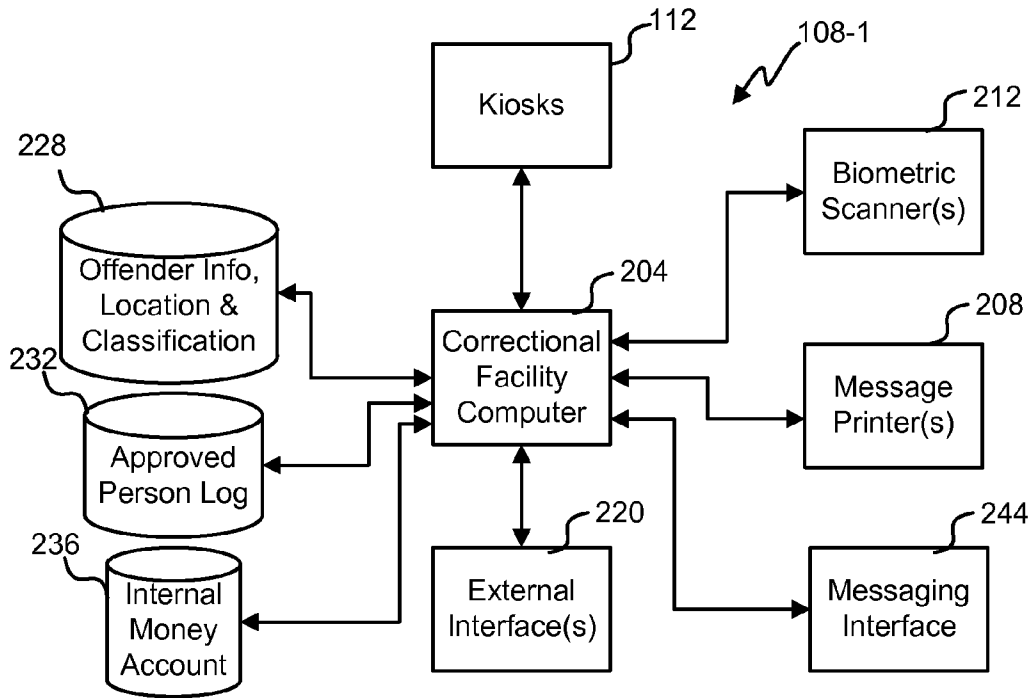 112
108-1
Kiosks
212
Biometric
Scanner(s)
228
Offender Info,
Location &
Classification
204
Correctional
Facility
Computer
208
Message
Printer(s)
232
Approved
Person Log
220
External
Interface(s)
244
Messaging
Interface
236
Internal
Money
Account